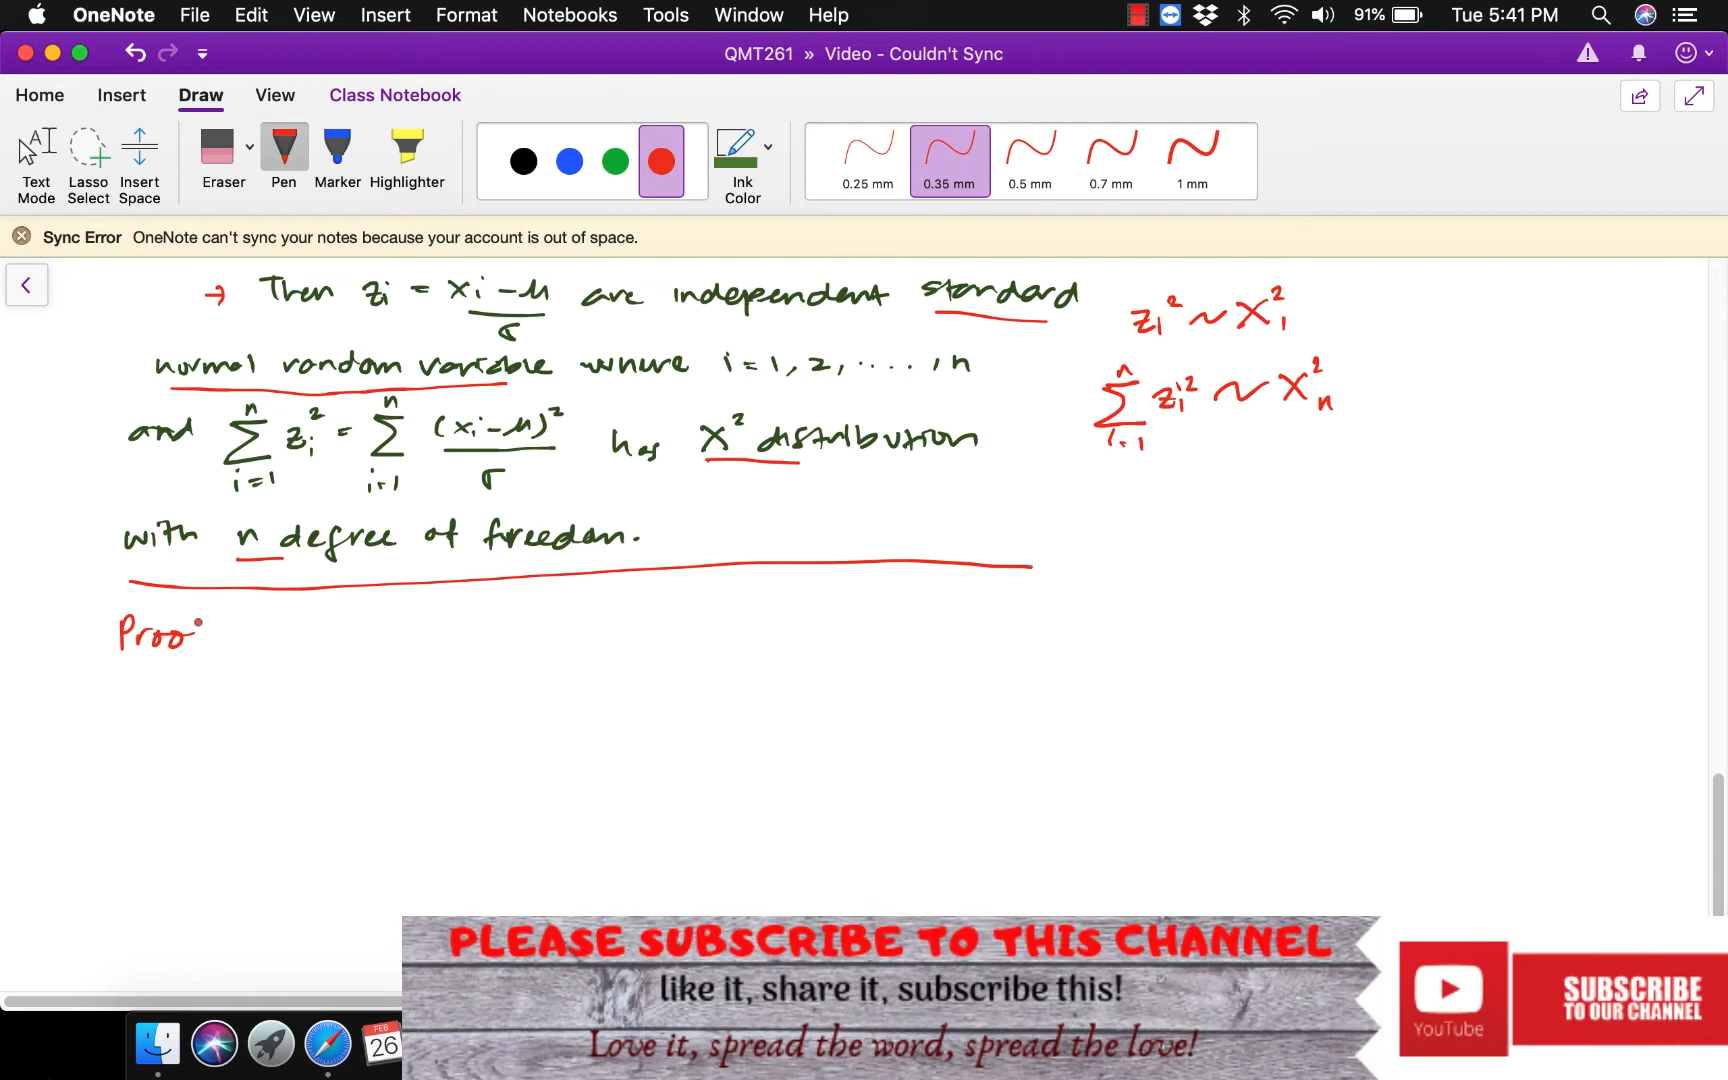 OneNote File Edit View Insert Format Notebooks Tools Window Help 91% Tue 5:41 PM
QMT261 » Video - Couldn't Sync
Home Insert Draw View Class Notebook
Text Mode Lasso Select Insert Space Eraser Pen Marker Highlighter Ink Color 0.25 mm 0.35 mm 0.5 mm 0.7 mm 1 mm
Sync Error OneNote can't sync your notes because your account is out of space.
→ Then zi = xi - μ / σ are independent standard
normal random variable where i = 1, 2, ...., n
and ∑ i=1 n zi² = ∑ i=1 n (xi - μ)² / σ has X² distribution
with n degree of freedom.
z1² ~ X²1
∑ i=1 n zi² ~ X²n
Proo
PLEASE SUBSCRIBE TO THIS CHANNEL
like it, share it, subscribe this!
Love it, spread the word, spread the love!
YouTube
SUBSCRIBE
TO OUR CHANNEL
FEB
26